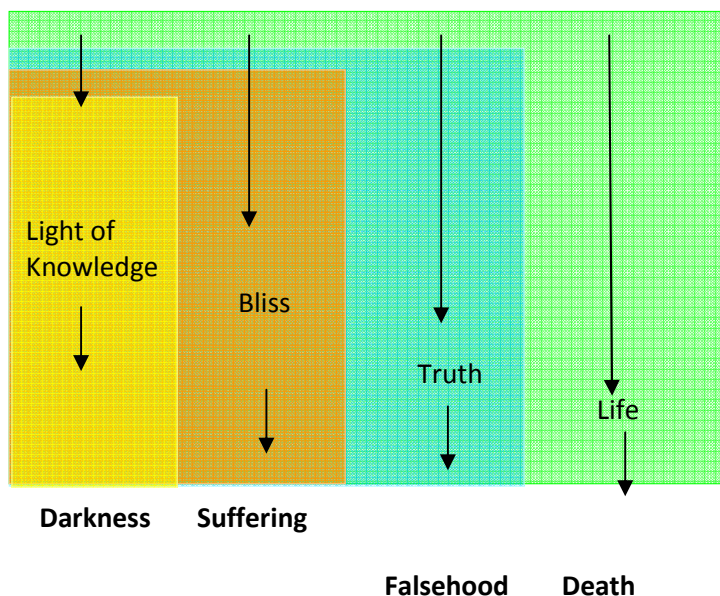 Light of
Knowledge
Bliss
Truth
Life
Darkness Suffering
Falsehood Death